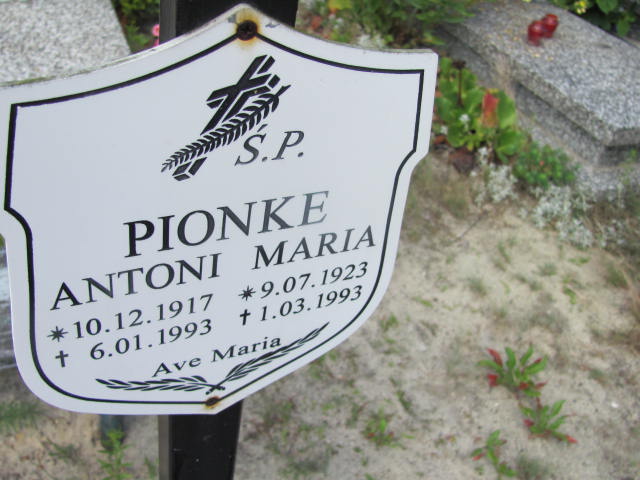 Ś.P.
PIONKE
ANTONI MARIA
*10.12.1917 *9.07.1923
† 6.01.1993 † 1.03.1993
Ave Maria